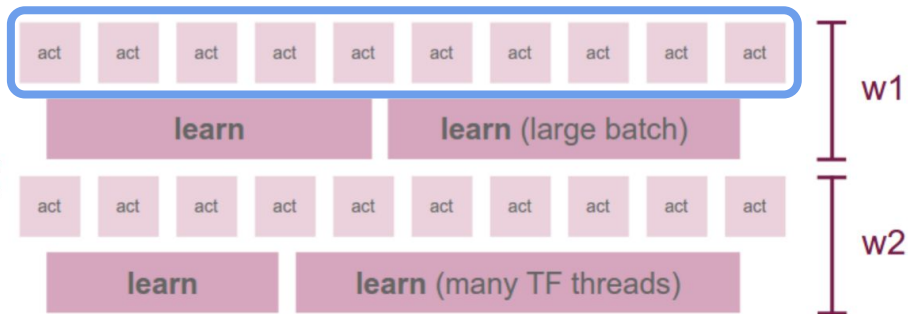 act act act act act act act act act act
w1
learn learn (large batch)
act act act act act act act act act act
w2
learn learn (many TF threads)